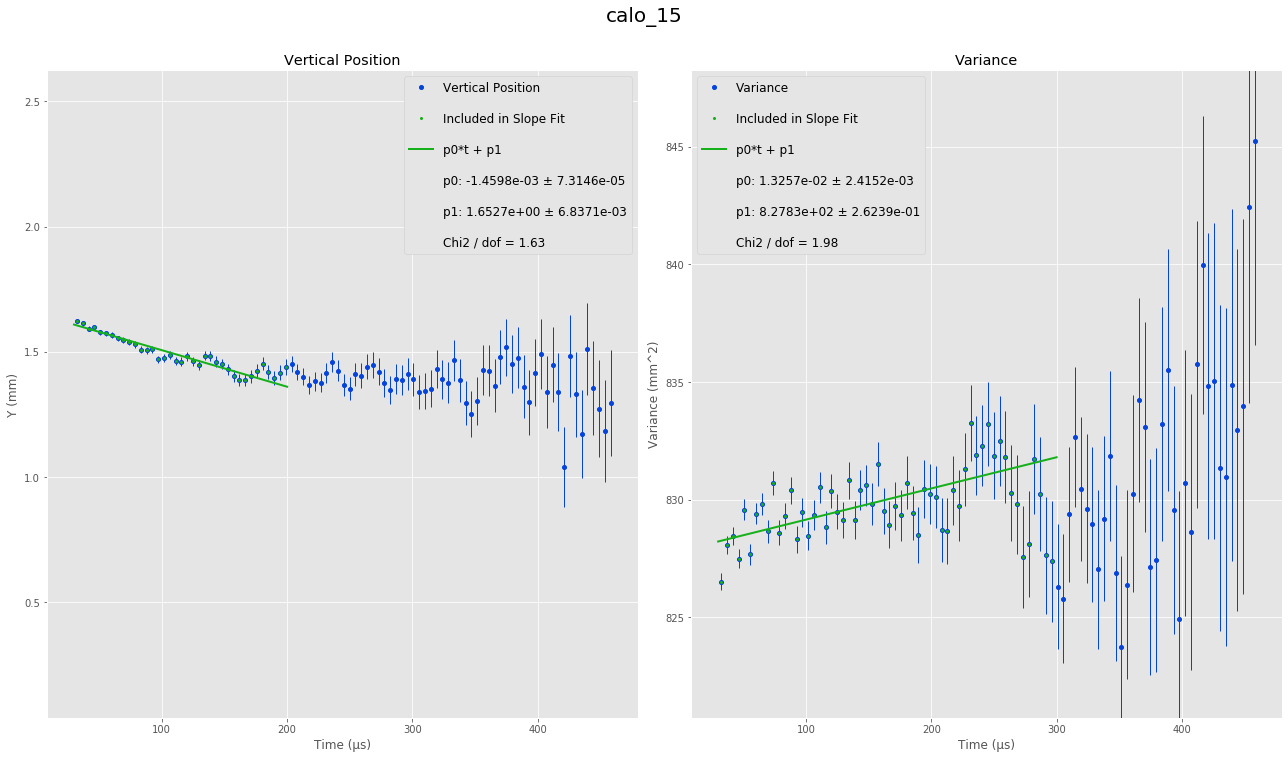 calo_15
Vertical Position
2.5
2.0
1.5
1.0
0.5
100
200
300
400
Y (mm)
Time (μs)
Vertical Position
Included in Slope Fit
p0*t + p1
p0: -1.4598e-03 ± 7.3146e-05
p1: 1.6527e+00 ± 6.8371e-03
Chi2 / dof = 1.63
Variance
845
840
835
830
825
100
200
300
400
Variance (mm^2)
Time (μs)
Variance
Included in Slope Fit
p0*t + p1
p0: 1.3257e-02 ± 2.4152e-03
p1: 8.2783e+02 ± 2.6239e-01
Chi2 / dof = 1.98